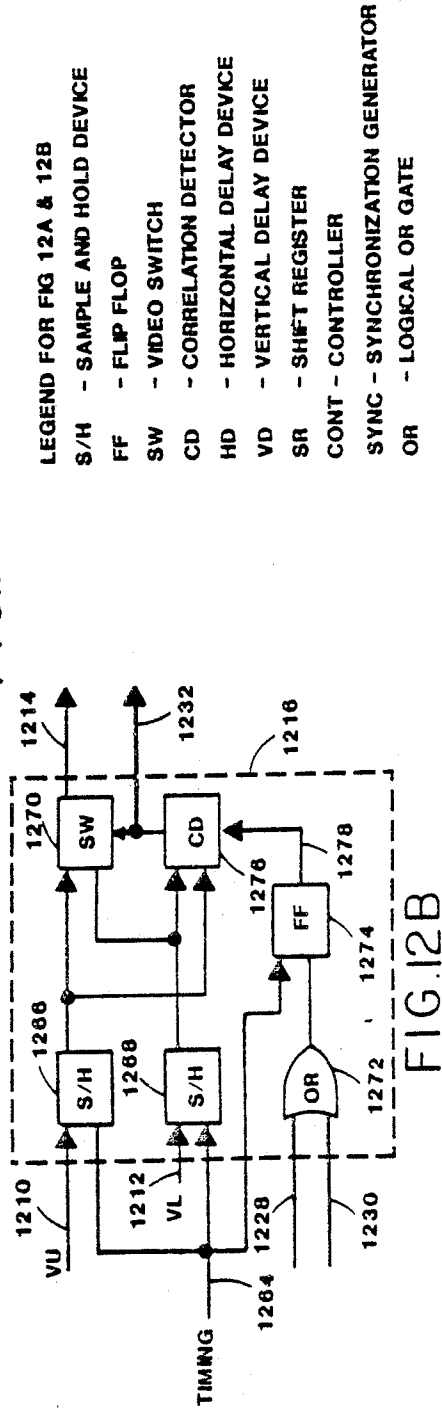 LEGEND FOR FIG 12A & 12B
S/H - SAMPLE AND HOLD DEVICE
FF - FLIP FLOP
SW - VIDEO SWITCH
CD - CORRELATION DETECTOR
HD - HORIZONTAL DELAY DEVICE
VD - VERTICAL DELAY DEVICE
SR - SHIFT REGISTER
CONT - CONTROLLER
SYNC - SYNCHRONIZATION GENERATOR
OR - LOGICAL OR GATE
1210
VU
1266
S/H
1270
SW
1214
1232
1212
VL
1268
S/H
CD
1276
1216
TIMING
1264
1228
1230
OR
1272
FF
1274
1278
FIG.12B